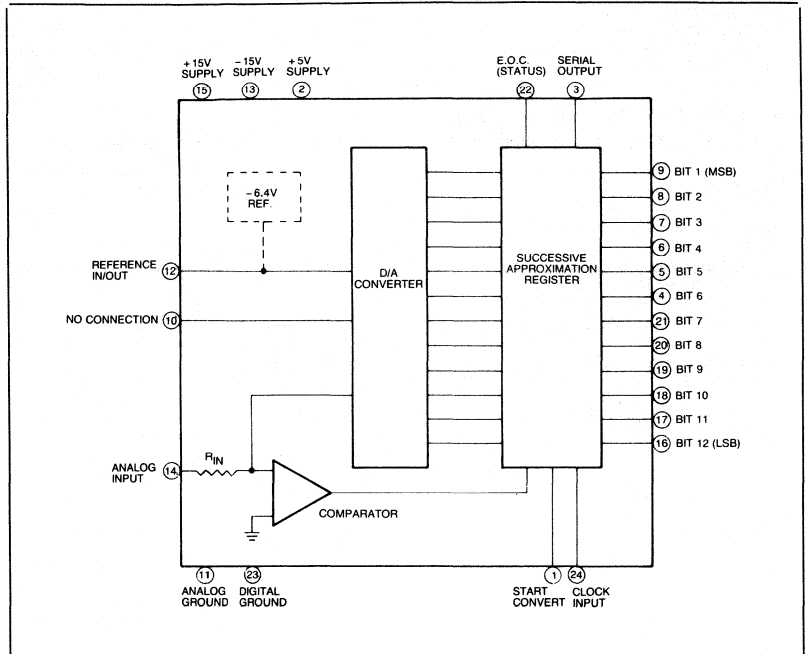 +15V
SUPPLY
15
-15V
SUPPLY
13
+5V
SUPPLY
2
E.O.C.
(STATUS)
22
SERIAL
OUTPUT
3
-6.4V
REF.
REFERENCE
IN/OUT
12
NO CONNECTION 10
ANALOG
INPUT
14
RIN
COMPARATOR
D/A
CONVERTER
SUCCESSIVE
APPROXIMATION
REGISTER
9 BIT 1 (MSB)
8 BIT 2
7 BIT 3
6 BIT 4
5 BIT 5
4 BIT 6
21 BIT 7
20 BIT 8
19 BIT 9
18 BIT 10
17 BIT 11
16 BIT 12 (LSB)
11
ANALOG
GROUND
23
DIGITAL
GROUND
1
START
CONVERT
24
CLOCK
INPUT